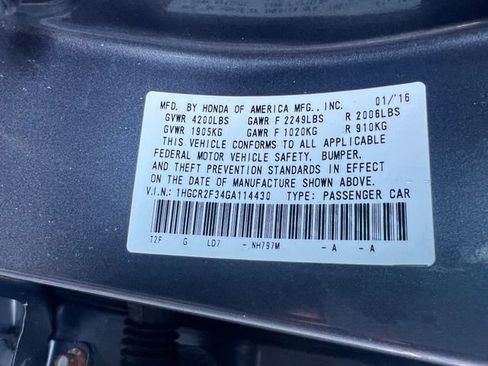 MFD. BY HONDA OF AMERICA MFG., INC. 01/'16
GVWR 4200LBS GAWR F 2249LBS R 2006LBS
GVWR 1905KG GAWR F 1020KG R 910KG
THIS VEHICLE CONFORMS TO ALL APPLICABLE
FEDERAL MOTOR VEHICLE SAFETY, BUMPER,
AND THEFT PREVENTION STANDARDS IN EFFECT
ON THE DATE OF MANUFACTURE SHOWN ABOVE.
V.I.N.: 1HGCR2F34GA114430 TYPE: PASSENGER CAR
T2F G LD7 -.NH797M -A -A